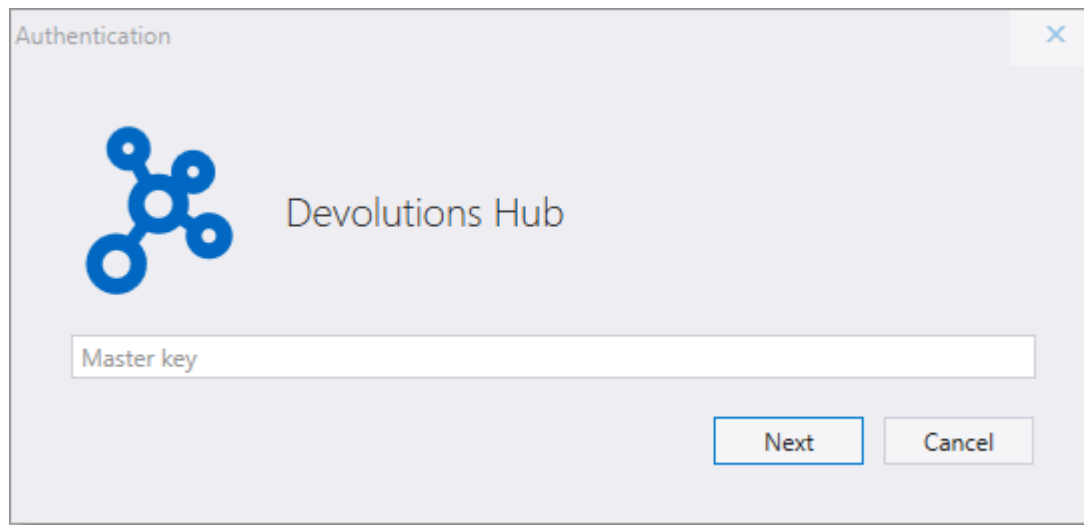 Authentication
Devolutions Hub
Master key
Next
Cancel